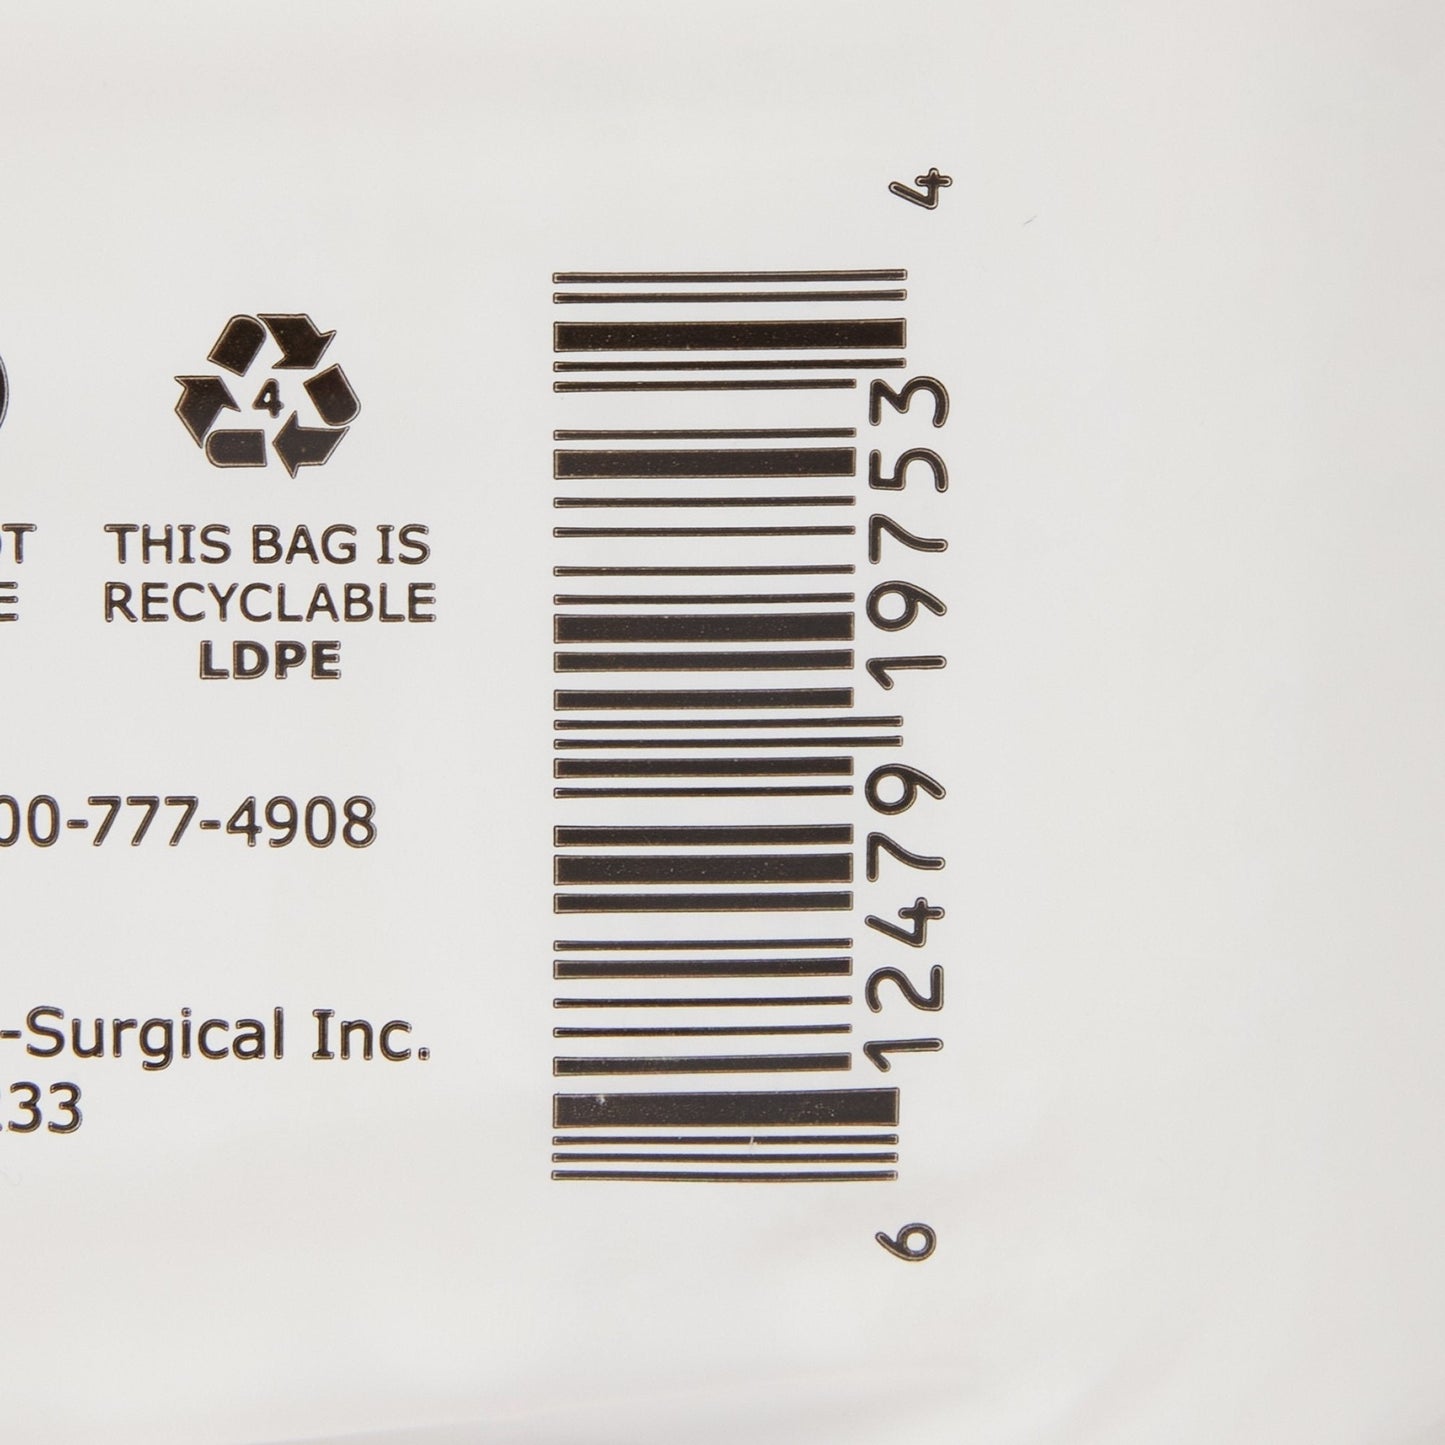 4
THIS BAG IS
RECYCLABLE
LDPE
00-777-4908
-Surgical Inc.
233
6 12479 19753 4